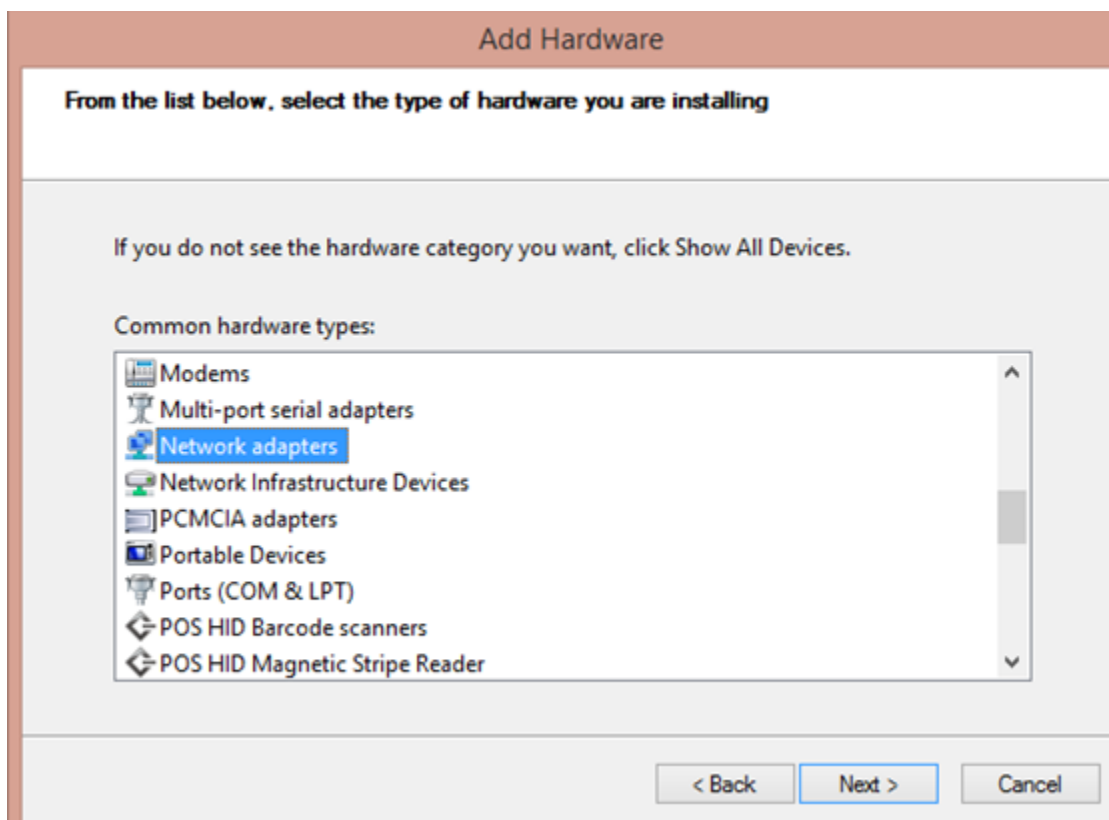 Add Hardware
From the list below, select the type of hardware you are installing
If you do not see the hardware category you want, click Show All Devices.
Common hardware types:
Modems
Multi-port serial adapters
Network adapters
Network Infrastructure Devices
PCMCIA adapters
Portable Devices
Ports (COM & LPT)
POS HID Barcode scanners
POS HID Magnetic Stripe Reader
< Back Next > Cancel